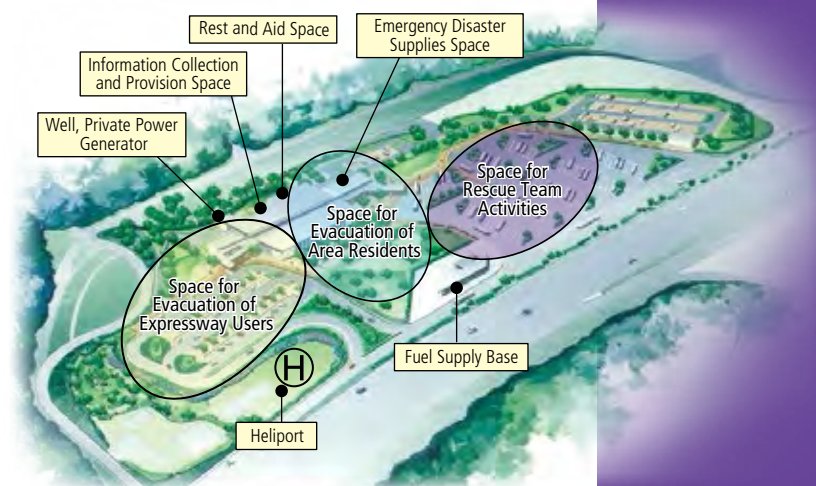 Rest and Aid Space
Emergency Disaster
Supplies Space
Information Collection
and Provision Space
Well, Private Power
Generator
Space for
Rescue Team
Activities
Space for
Evacuation of
Area Residents
Space for
Evacuation of
Expressway Users
Fuel Supply Base
H
Heliport